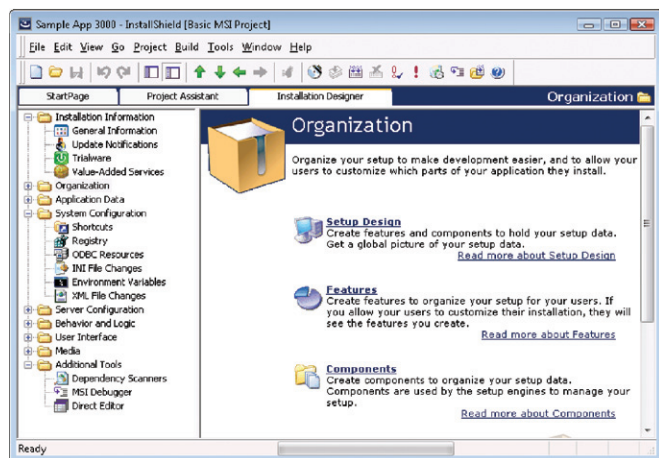 Sample App 3000 - InstallShield [Basic MSI Project]
File Edit View Go Project Build Tools Window Help
StartPage Project Assistant Installation Designer Organization
Installation Information
General Information
Update Notifications
Trialware
Value-Added Services
Organization
Application Data
System Configuration
Shortcuts
Registry
ODBC Resources
INI File Changes
Environment Variables
XML File Changes
Server Configuration
Behavior and Logic
User Interface
Media
Additional Tools
Dependency Scanners
MSI Debugger
Direct Editor
Organization
Organize your setup to make development easier, and to allow your
users to customize which parts of your application they install.
Setup Design
Create features and components to hold your setup data.
Get a global picture of your setup data.
Read more about Setup Design
Features
Create features to organize your setup for your users. If
you allow your users to customize their installation, they will
see the features you create.
Read more about Features
Components
Create components to organize your setup data.
Components are used by the setup engines to manage your
setup.
Read more about Components
Ready